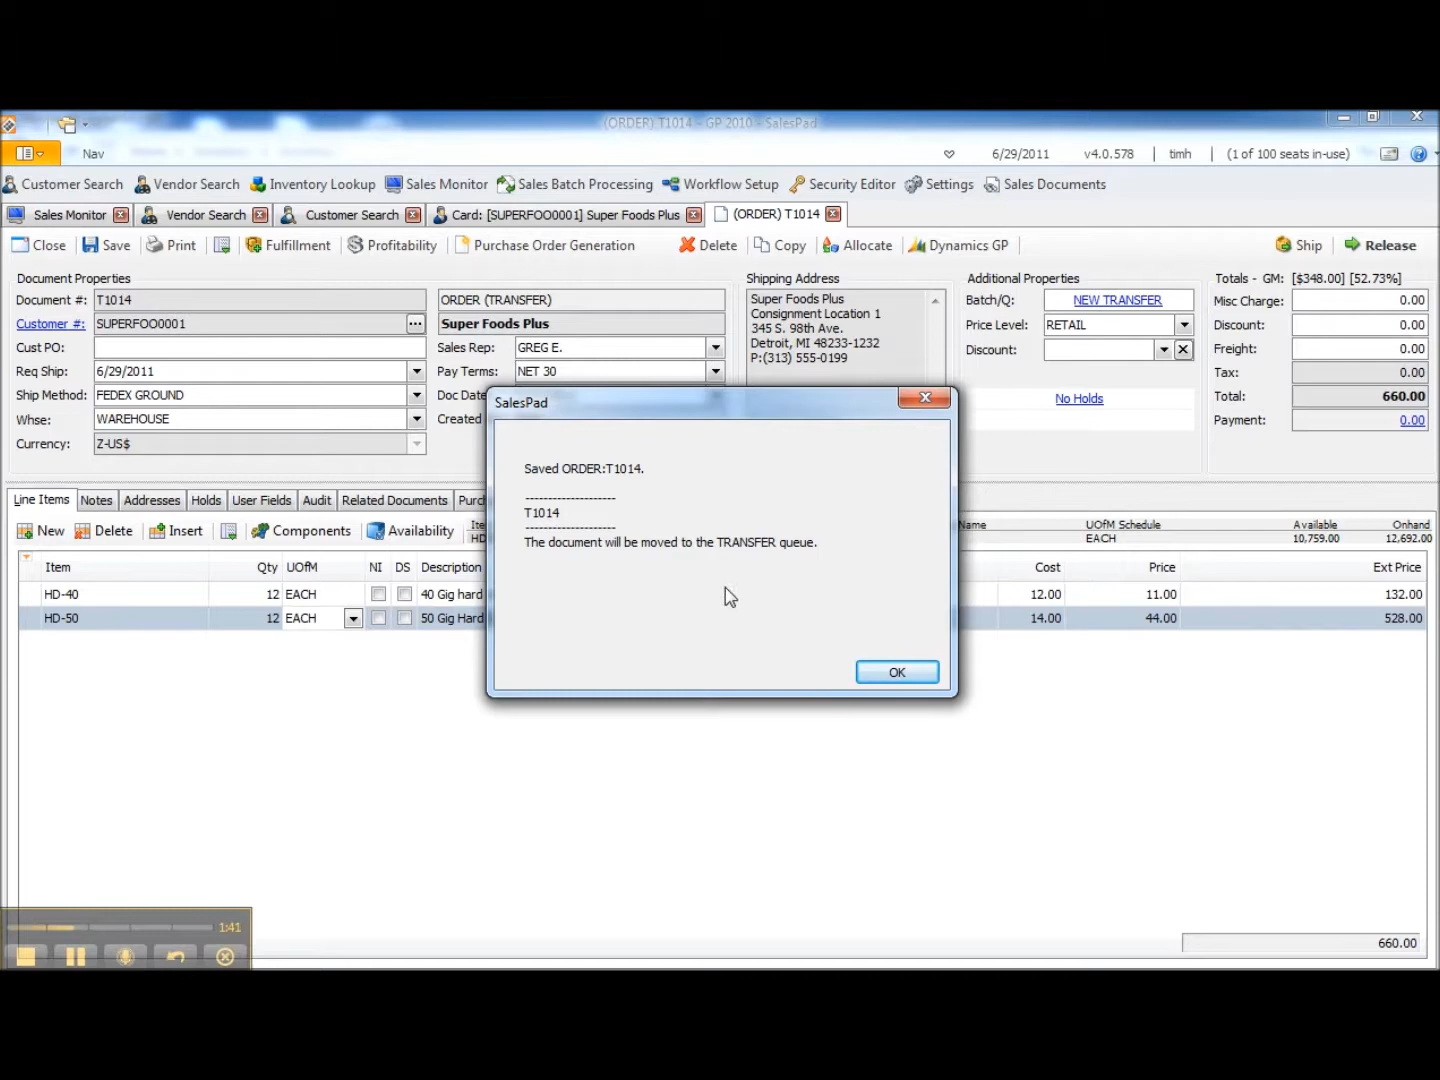 (ORDER) T1014 - GP 2010 - SalesPad
Nav
6/29/2011
v4.0.578
timh
(1 of 100 seats in-use)
Customer Search
Vendor Search
Inventory Lookup
Sales Monitor
Sales Batch Processing
Workflow Setup
Security Editor
Settings
Sales Documents
Sales Monitor
Vendor Search
Customer Search
Card: [SUPERFOO0001] Super Foods Plus
(ORDER) T1014
Close
Save
Print
Fulfillment
Profitability
Purchase Order Generation
Delete
Copy
Allocate
Dynamics GP
Ship
Release
Document Properties
Document #: T1014
ORDER (TRANSFER)
Customer #: SUPERFOO0001
Super Foods Plus
Cust PO:
Sales Rep: GREG E.
Req Ship: 6/29/2011
Pay Terms: NET 30
Ship Method: FEDEX GROUND
Doc Date
Whse: WAREHOUSE
Created
Currency: Z-US$
Shipping Address
Super Foods Plus
Consignment Location 1
345 S. 98th Ave.
Detroit, MI 48233-1232
P:(313) 555-0199
Additional Properties
Batch/Q: NEW TRANSFER
Price Level: RETAIL
Discount:
No Holds
Totals - GM: [$348.00] [52.73%]
Misc Charge: 0.00
Discount: 0.00
Freight: 0.00
Tax: 0.00
Total: 660.00
Payment: 0.00
SalesPad
Saved ORDER:T1014.
--------------------
T1014
--------------------
The document will be moved to the TRANSFER queue.
OK
Line Items
Notes
Addresses
Holds
User Fields
Audit
Related Documents
Purc
New
Delete
Insert
Components
Availability
Ite
HD
Name
UOfM Schedule
EACH
Available
10,759.00
Onhand
12,692.00
Item Qty UOfM NI DS Description Cost Price Ext Price
HD-40 12 EACH 40 Gig hard 12.00 11.00 132.00
HD-50 12 EACH 50 Gig Hard 14.00 44.00 528.00
660.00
1:41